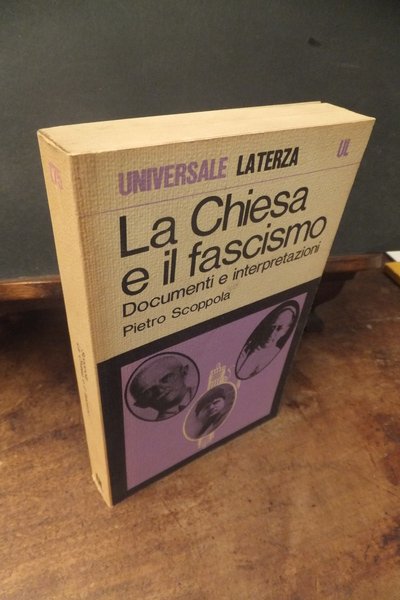 UNIVERSALE LATERZA UL
La Chiesa
e il fascismo
Documenti e interpretazioni
Pietro Scoppola